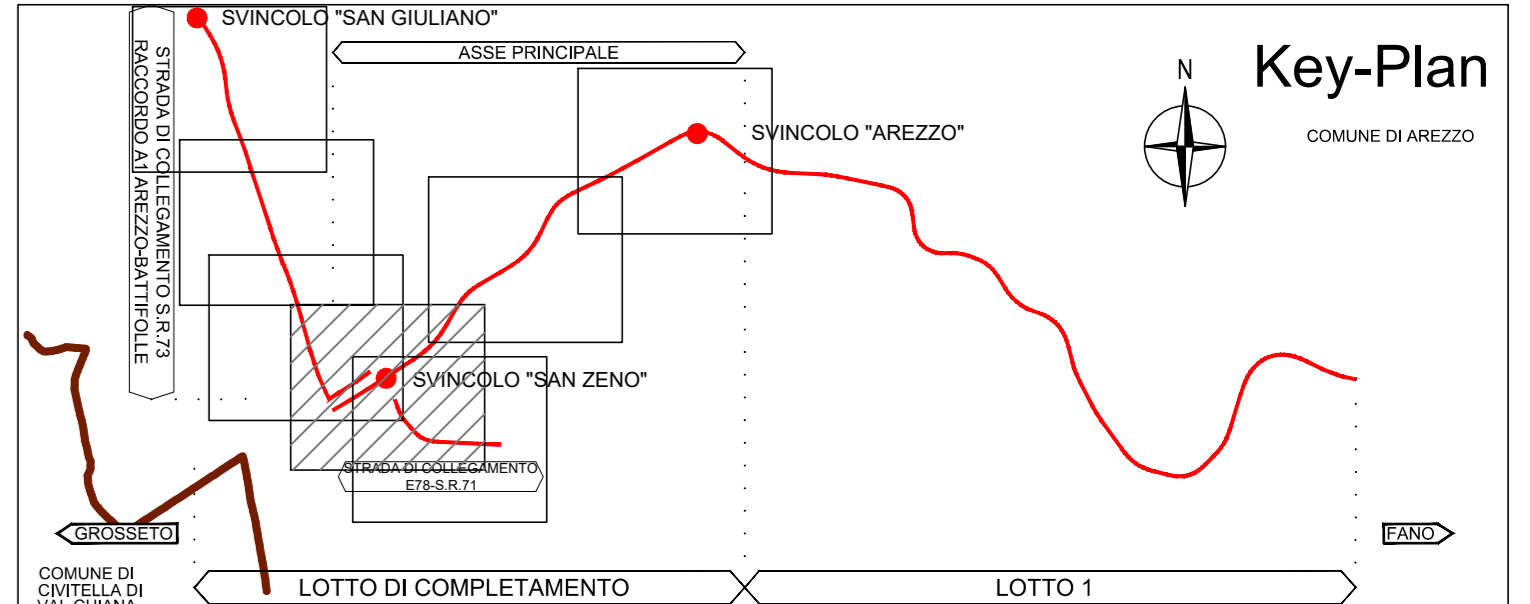 SVINCOLO "SAN GIULIANO"
ASSE PRINCIPALE
Key-Plan
N
COMUNE DI AREZZO
STRADA DI COLLEGAMENTO S.R.73
RACCORDO A1 AREZZO-BATTIFOLLE
SVINCOLO "AREZZO"
SVINCOLO "SAN ZENO"
STRADA DI COLLEGAMENTO
E78-S.R.71
GROSSETO
FANO
COMUNE DI
CIVITELLA DI
VAL CHIANA
LOTTO DI COMPLETAMENTO
LOTTO 1